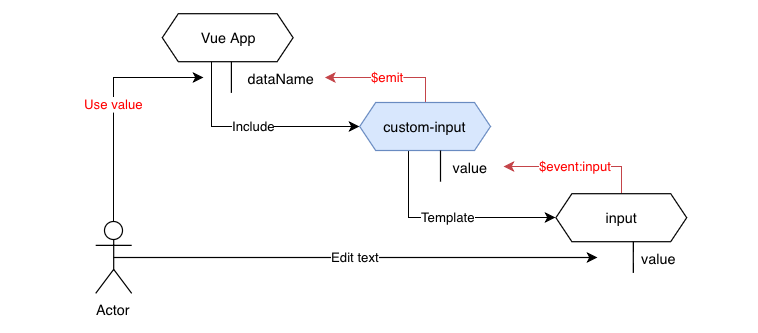 Vue App
dataName
$emit
Use value
Include
custom-input
value
$event:input
Template
input
Edit text
value
Actor